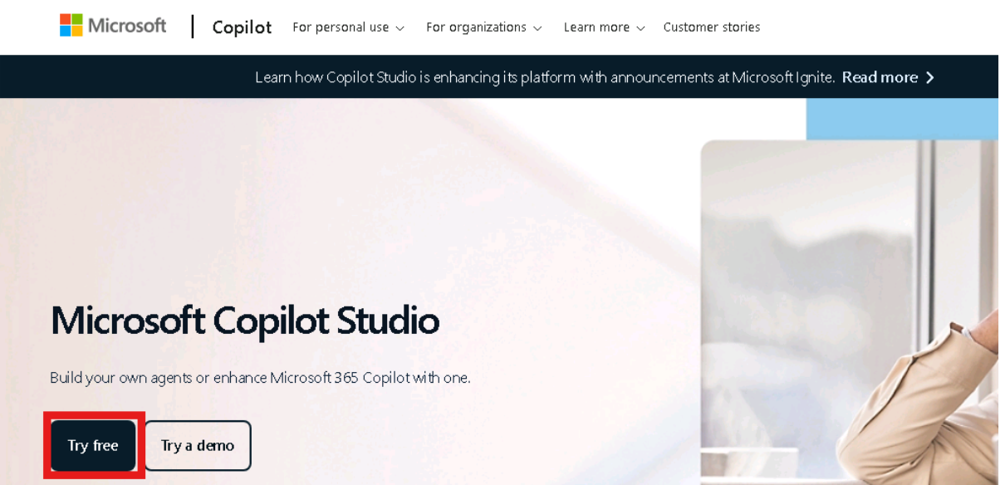 Microsoft | Copilot For personal use For organizations Learn more Customer stories
Learn how Copilot Studio is enhancing its platform with announcements at Microsoft Ignite. Read more
Microsoft Copilot Studio
Build your own agents or enhance Microsoft 365 Copilot with one.
Try free Try a demo